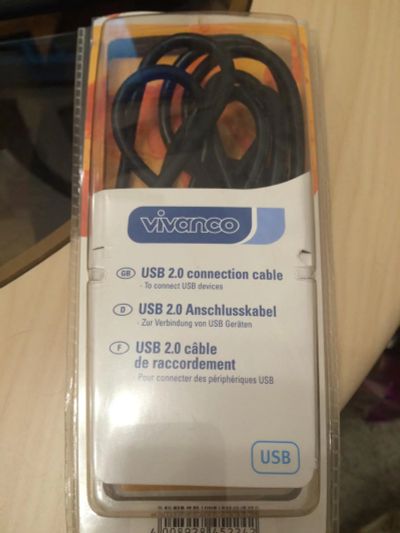 vivanco
GB USB 2.0 connection cable
- To connect USB devices
D USB 2.0 Anschlusskabel
- Zur Verbindung von USB Geräten
F USB 2.0 câble
de raccordement
- Pour connecter des périphériques USB
USB